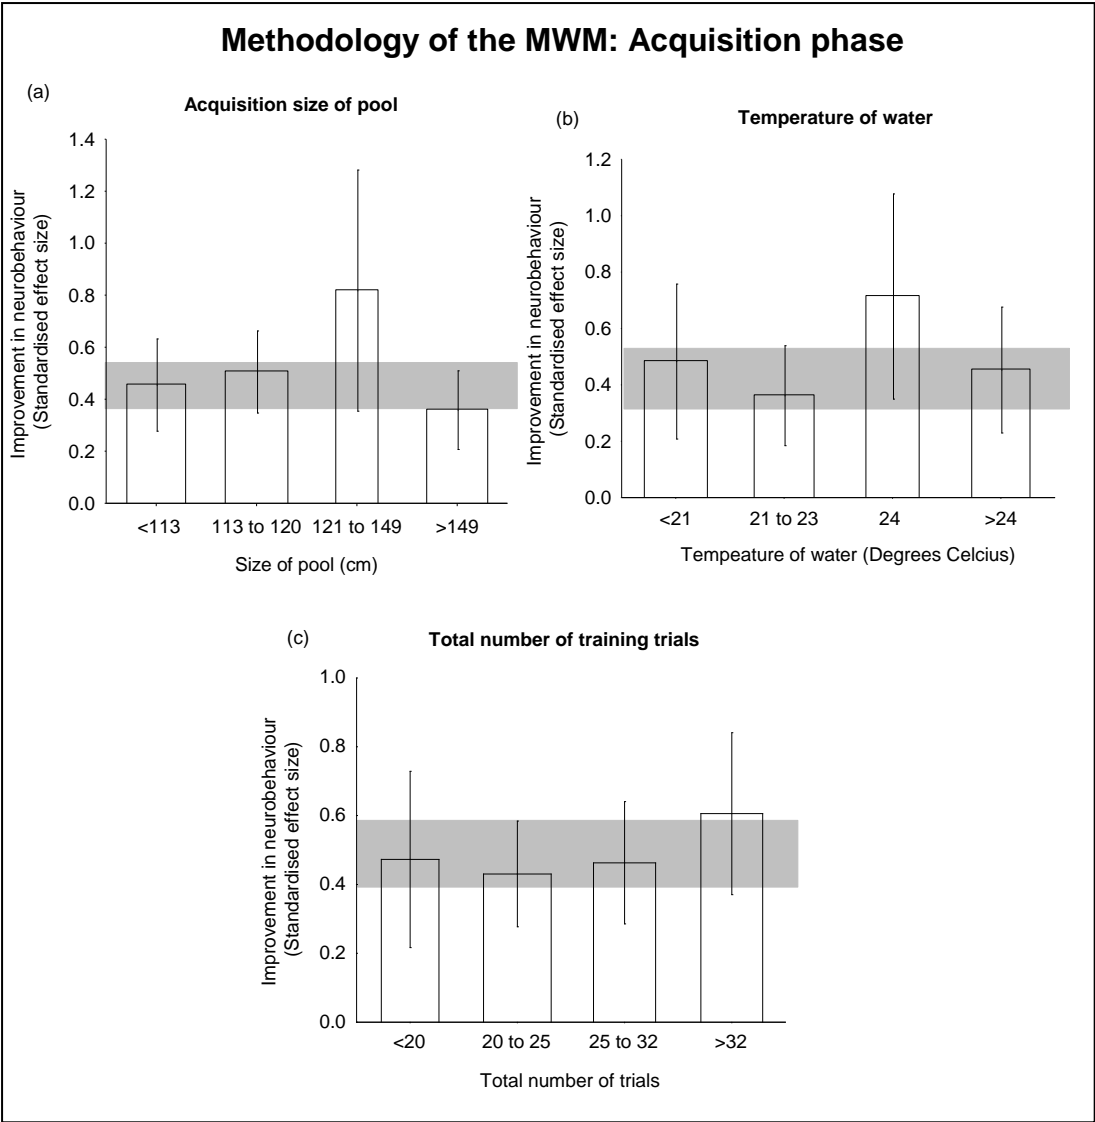 Methodology of the MWM: Acquisition phase
(a)
Acquisition size of pool
Improvement in neurobehaviour
(Standardised effect size)
1.4
1.2
1.0
0.8
0.6
0.4
0.2
0.0
<113 113 to 120 121 to 149 >149
Size of pool (cm)
(b)
Temperature of water
Improvement in neurobehaviour
(Standardised effect size)
1.2
1.0
0.8
0.6
0.4
0.2
0.0
<21 21 to 23 24 >24
Tempeature of water (Degrees Celcius)
(c)
Total number of training trials
Improvement in neurobehaviour
(Standardised effect size)
1.0
0.8
0.6
0.4
0.2
0.0
<20 20 to 25 25 to 32 >32
Total number of trials